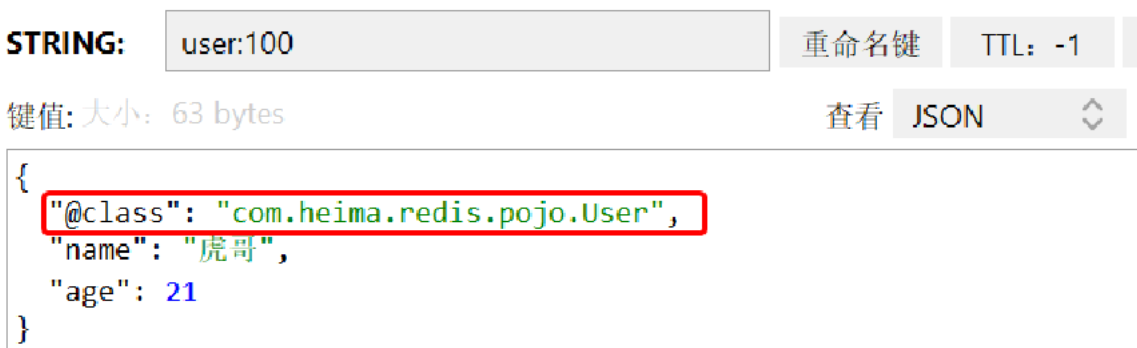 STRING: user:100 重命名键 TTL: -1
键值: 大小: 63 bytes 查看 JSON
{
"@class": "com.heima.redis.pojo.User",
"name": "虎哥",
"age": 21
}